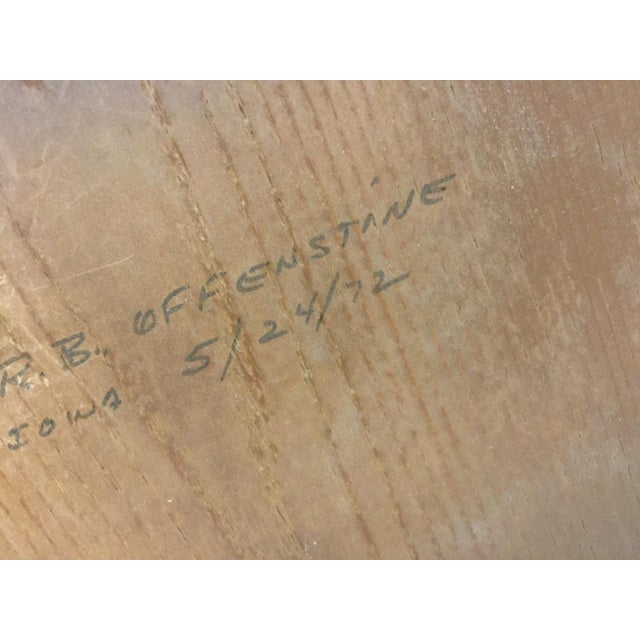 R.B. OFFENSTINE
IOWA 5/24/72